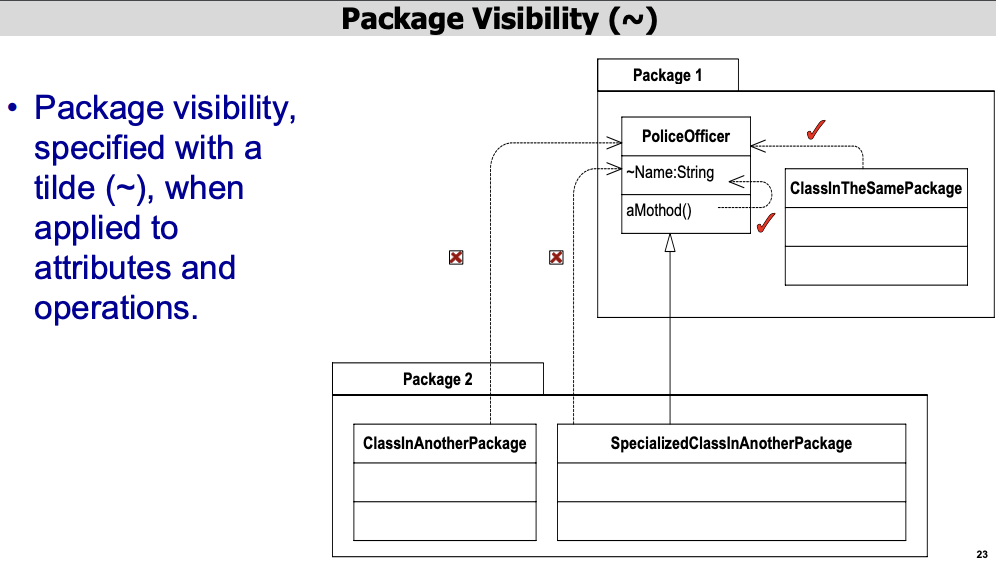 Package Visibility (~)
• Package visibility,
specified with a
tilde (~), when
applied to
attributes and
operations.
Package 1
PoliceOfficer
~Name:String
aMothod()
ClassInTheSamePackage
Package 2
ClassInAnotherPackage
SpecializedClassInAnotherPackage
23